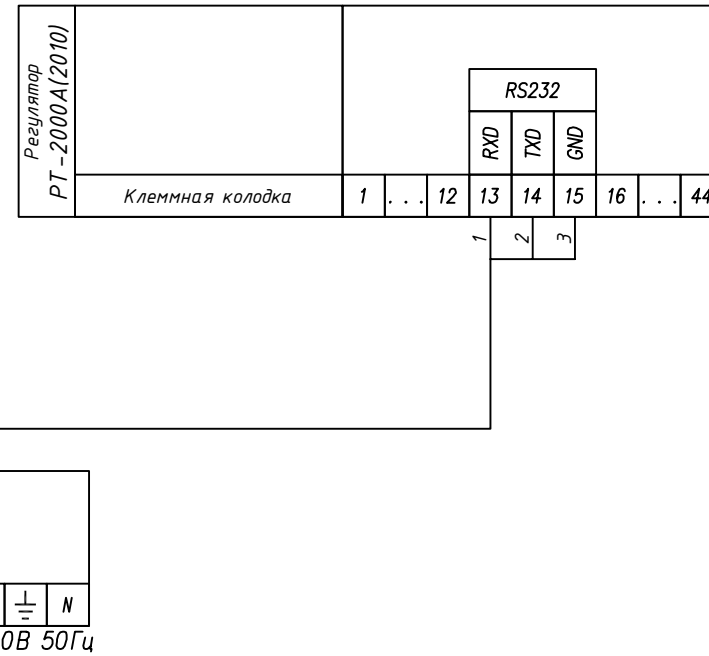 Регулятор
РТ-2000А(2010)
RS232
RXD
TXD
GND
Клеммная колодка
1 ... 12 13 14 15 16 ... 44
1 2 3
N
0В 50Гц